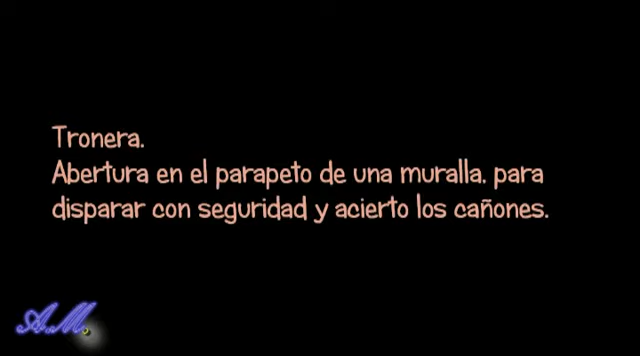 Tronera.
Abertura en el parapeto de una muralla, para
disparar con seguridad y acierto los cañones.
A.M.